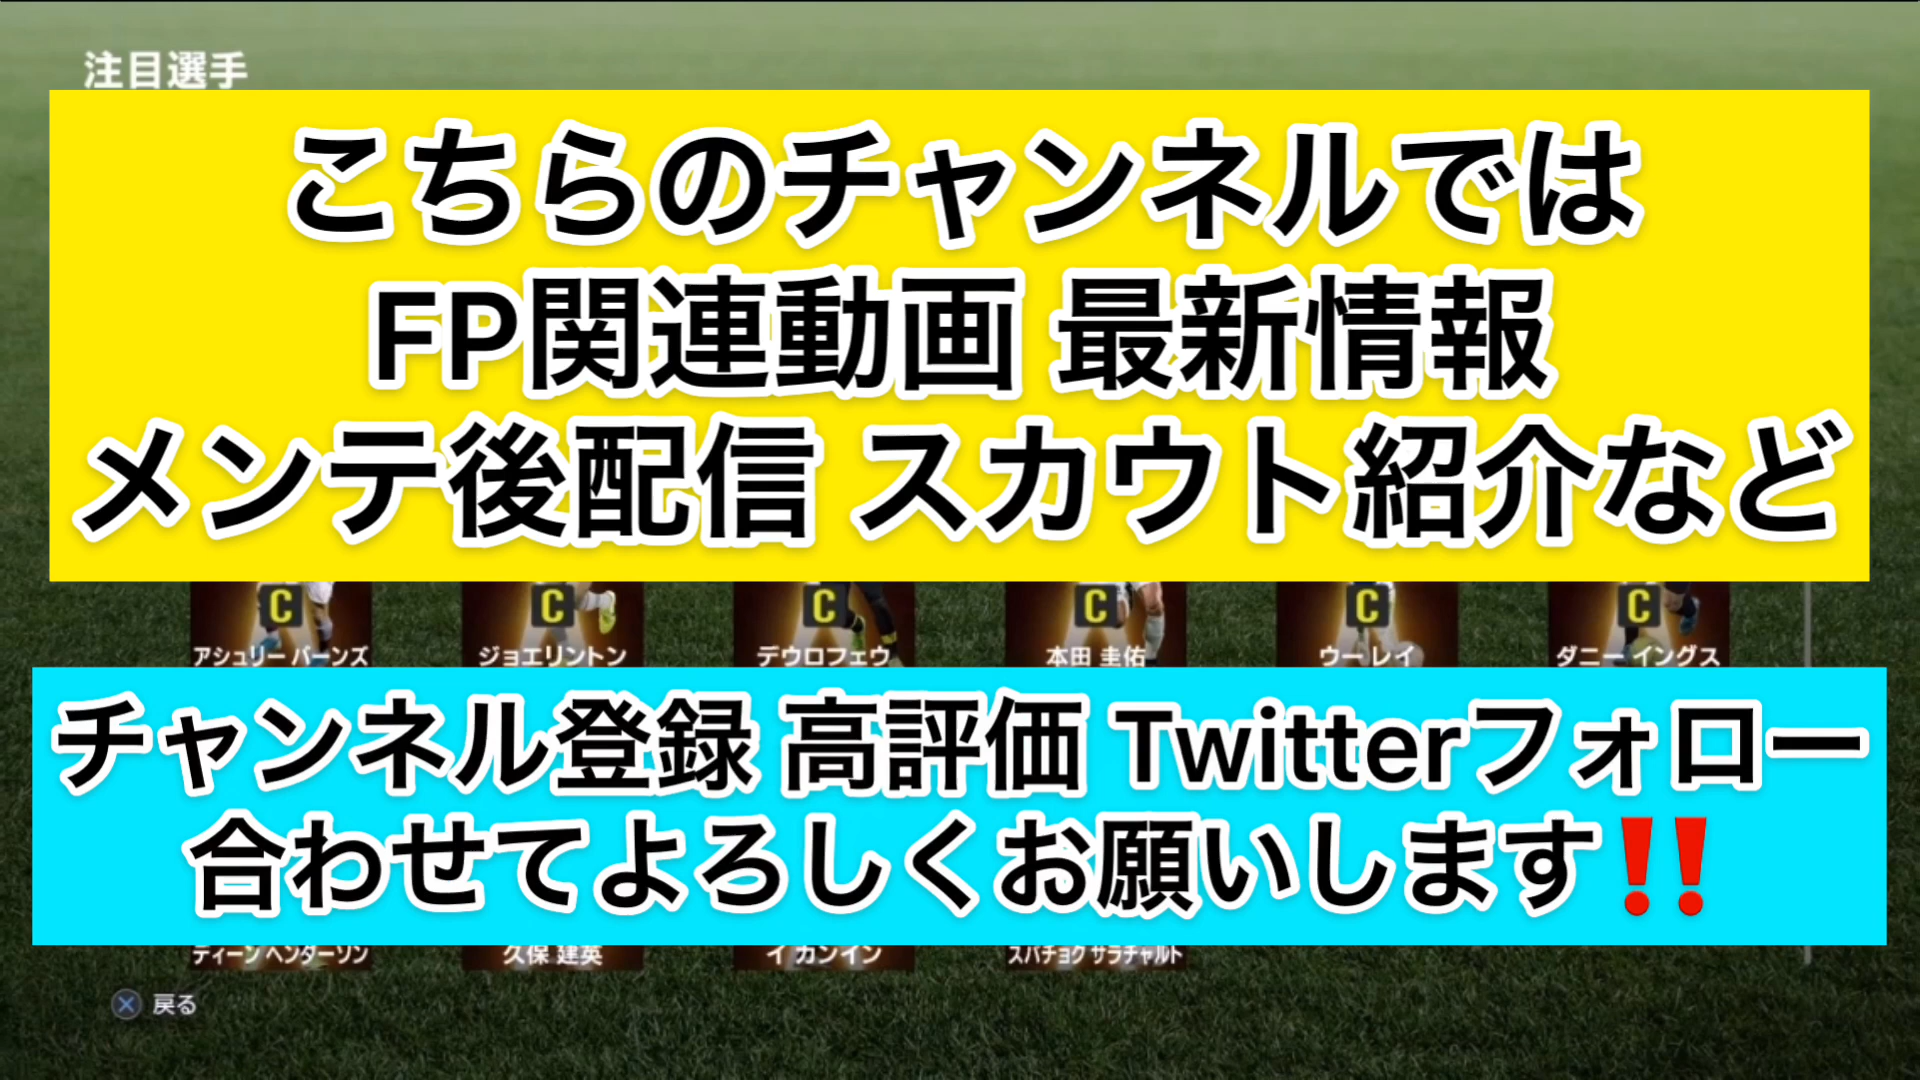 注目選手
こちらのチャンネルでは
FP関連動画 最新情報
メンテ後配信 スカウト紹介など
C C C C C C
アシュリー バーンズ ジョエリントン デウロフェウ 本田 圭佑 ウー レイ ダニー イングス
チャンネル登録 高評価 Twitterフォロー
合わせてよろしくお願いします‼️
ディーン ヘンダーソン 久保 建英 イ カンイン スパチョク サラチャルト
戻る